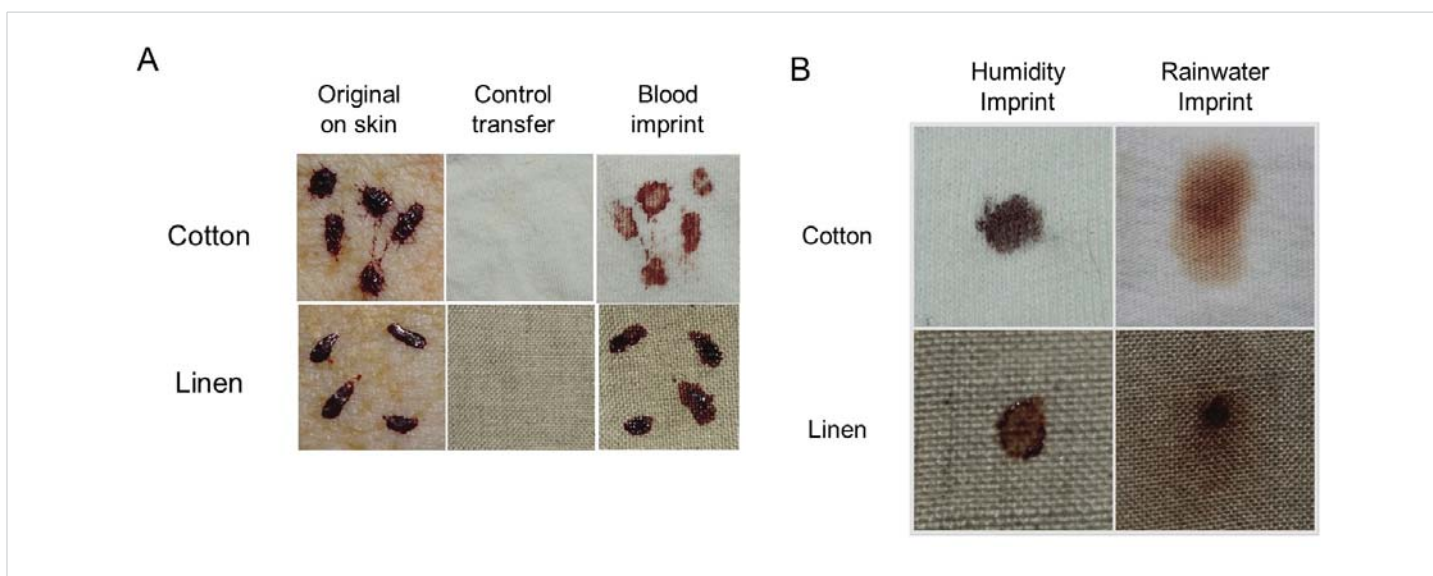 A
Original
on skin
Control
transfer
Blood
imprint
Cotton
Linen
B
Humidity
Imprint
Rainwater
Imprint
Cotton
Linen